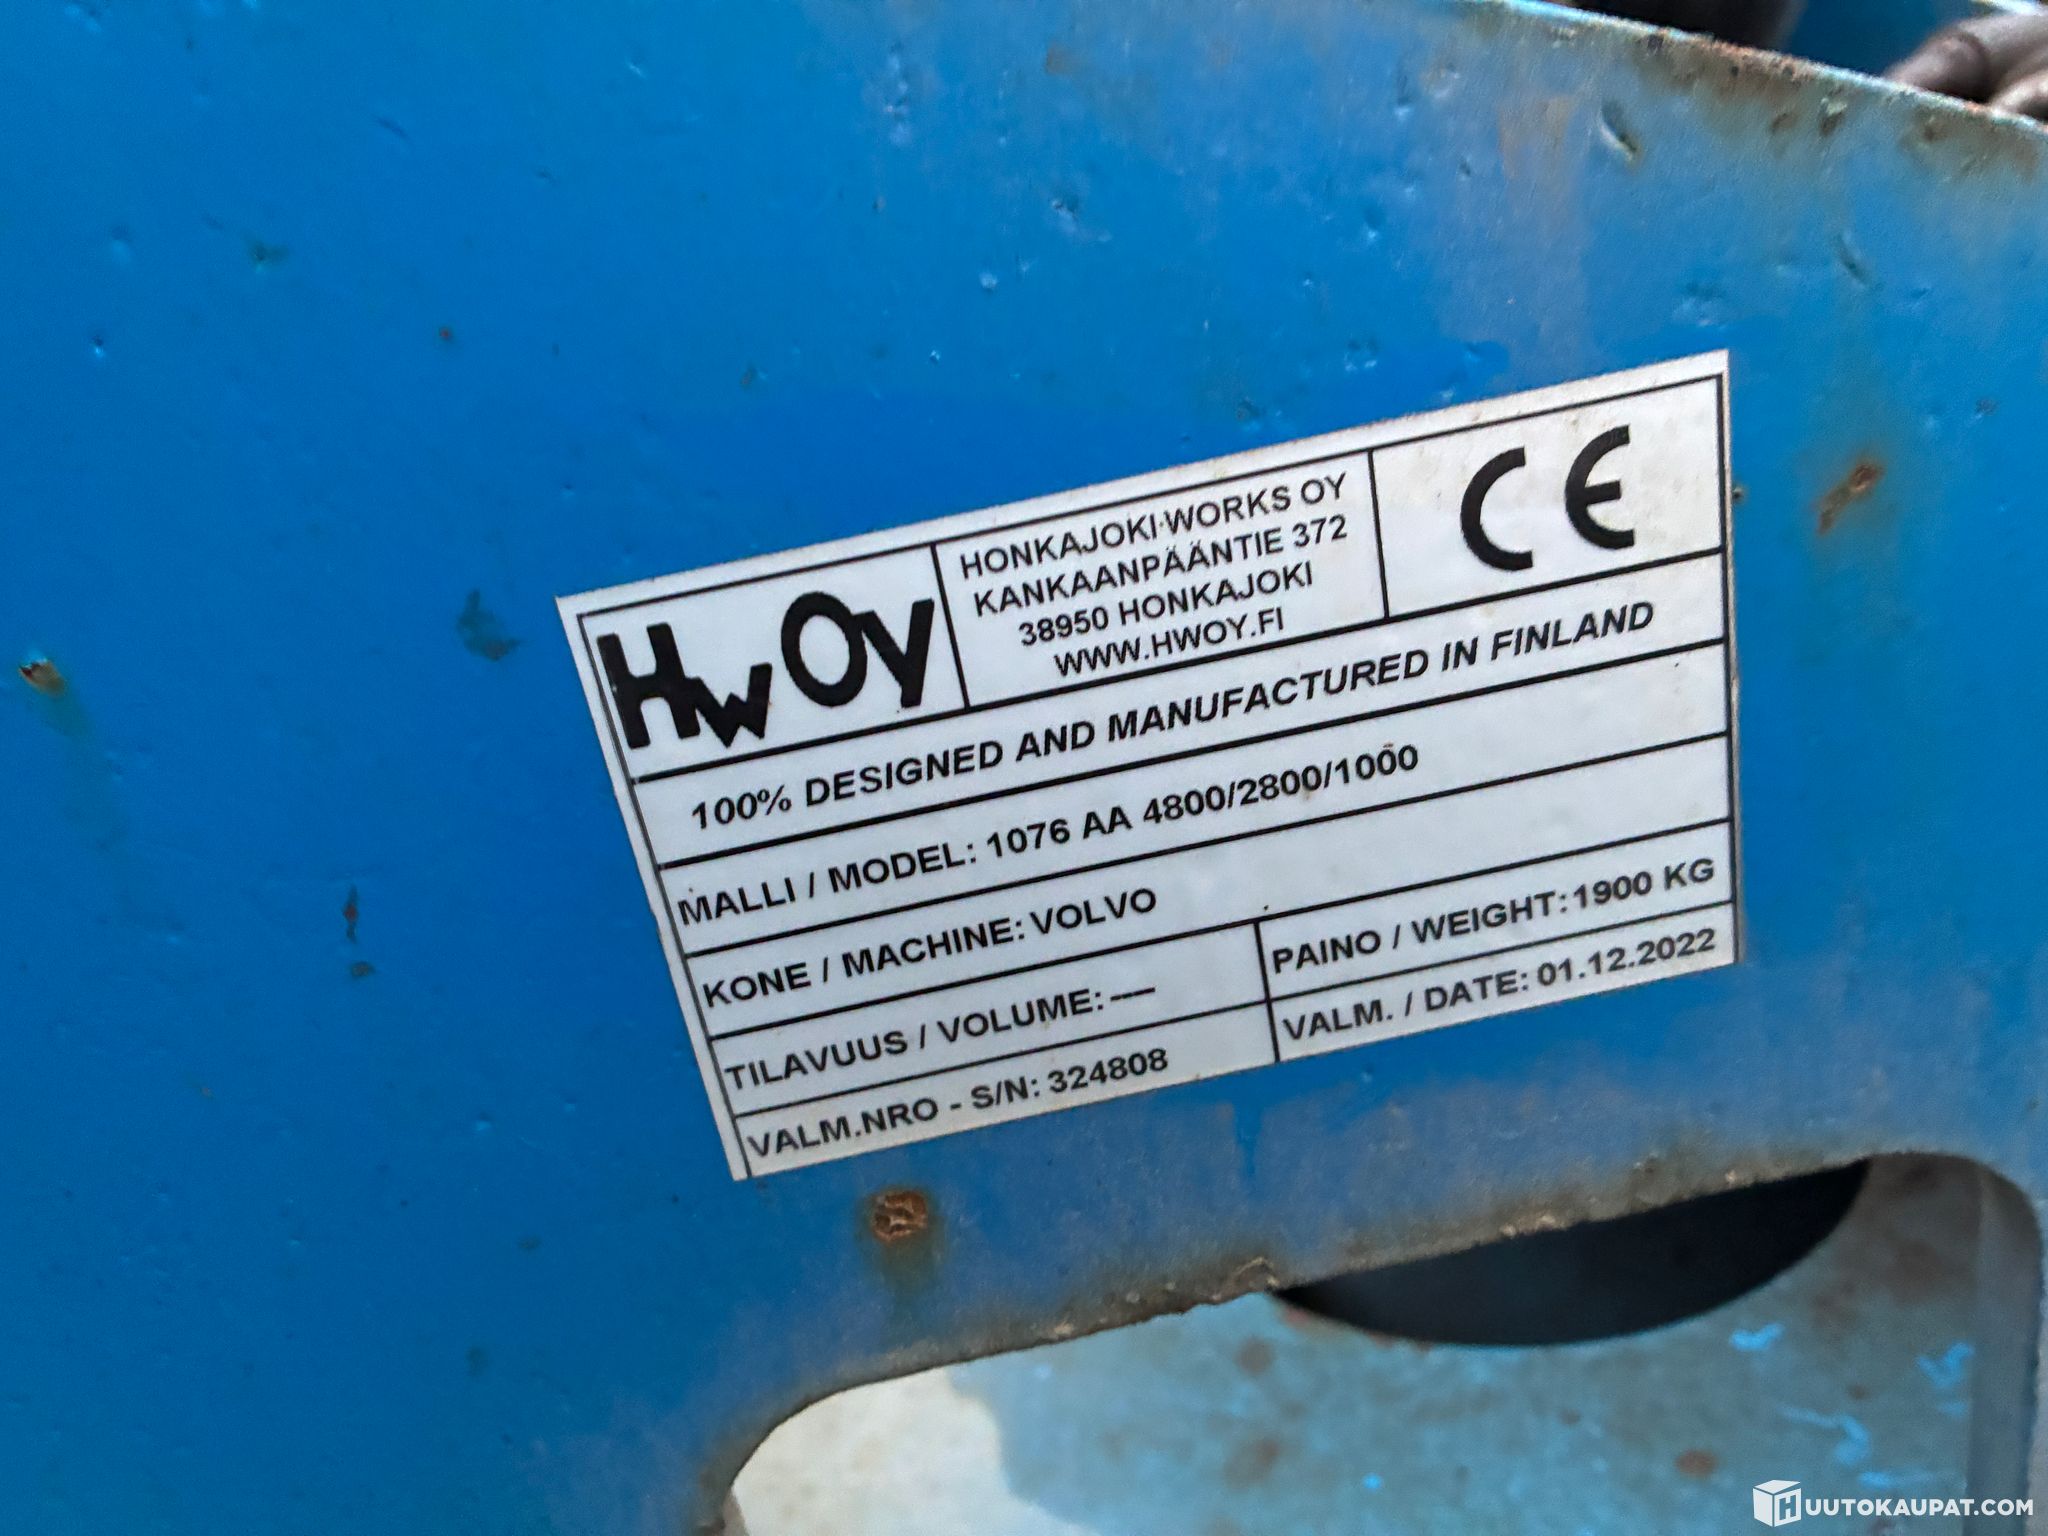 HwOy
HONKAJOKI WORKS OY
KANKAANPÄÄNTIE 372
38950 HONKAJOKI
WWW.HWOY.FI
CE
100% DESIGNED AND MANUFACTURED IN FINLAND
MALLI / MODEL: 1076 AA 4800/2800/1000
KONE / MACHINE: VOLVO
TILAVUUS / VOLUME: ---
PAINO / WEIGHT: 1900 KG
VALM.NRO - S/N: 324808
VALM. / DATE: 01.12.2022
HUUTOKAUPAT.COM